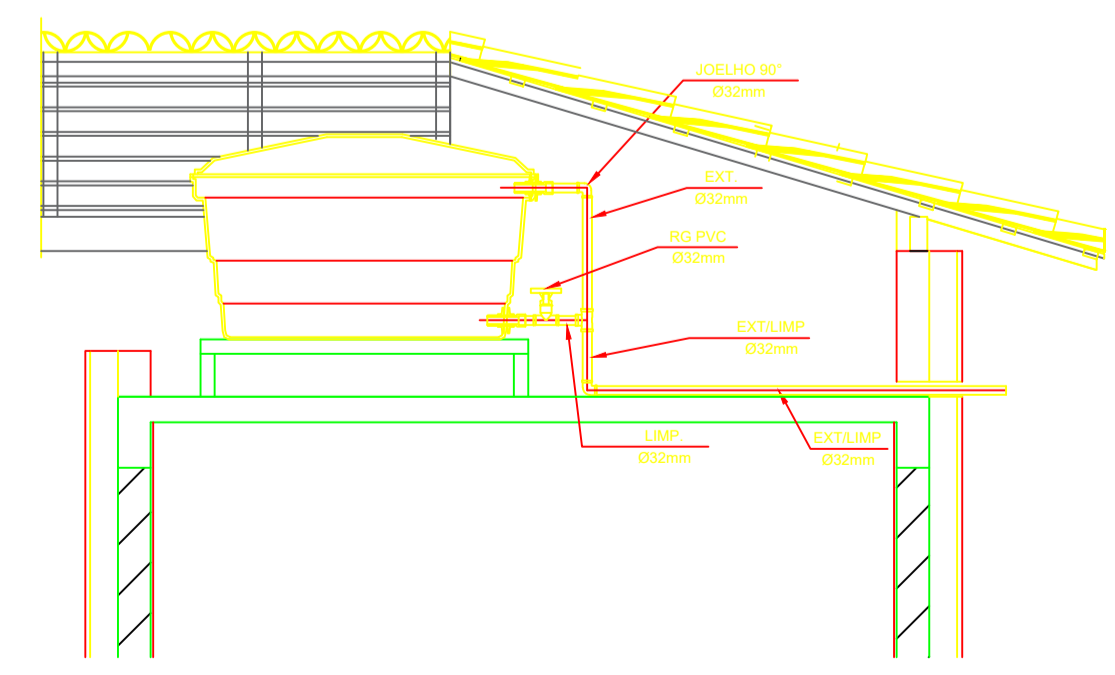 JOELHO 90°
Ø32mm
EXT.
Ø32mm
RG PVC
Ø32mm
EXT/LIMP
Ø32mm
LIMP.
Ø32mm
EXT/LIMP
Ø32mm